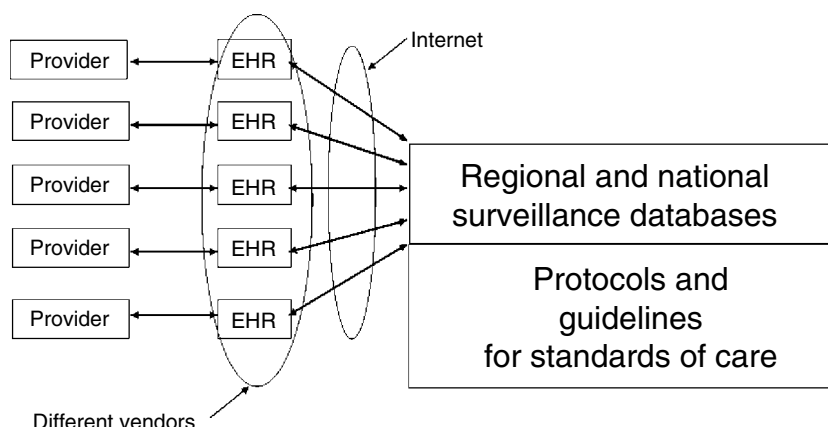 Internet
Provider
EHR
Provider
EHR
Provider
EHR
Provider
EHR
Provider
EHR
Regional and national
surveillance databases
Protocols and
guidelines
for standards of care
Different vendors